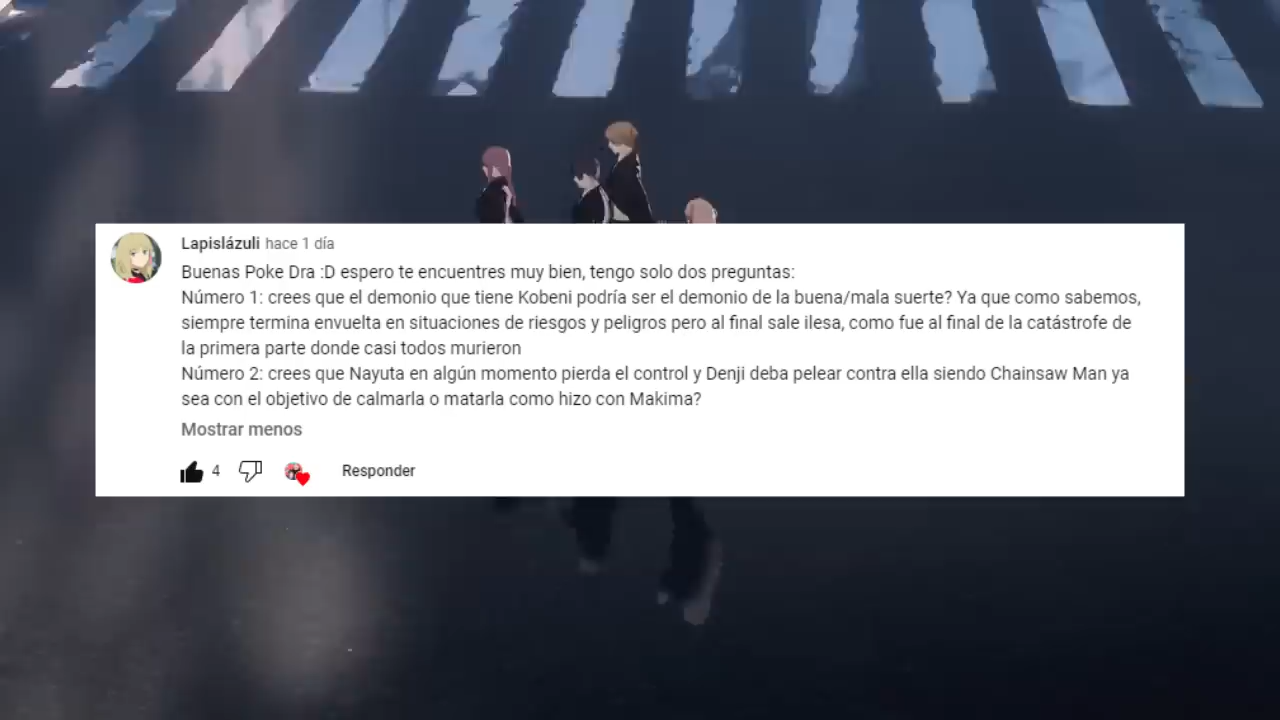 Lapislázuli hace 1 día
Buenas Poke Dra :D espero te encuentres muy bien, tengo solo dos preguntas:
Número 1: crees que el demonio que tiene Kobeni podría ser el demonio de la buena/mala suerte? Ya que como sabemos,
siempre termina envuelta en situaciones de riesgos y peligros pero al final sale ilesa, como fue al final de la catástrofe de
la primera parte donde casi todos murieron
Número 2: crees que Nayuta en algún momento pierda el control y Denji deba pelear contra ella siendo Chainsaw Man ya
sea con el objetivo de calmarla o matarla como hizo con Makima?
Mostrar menos
4 Responder